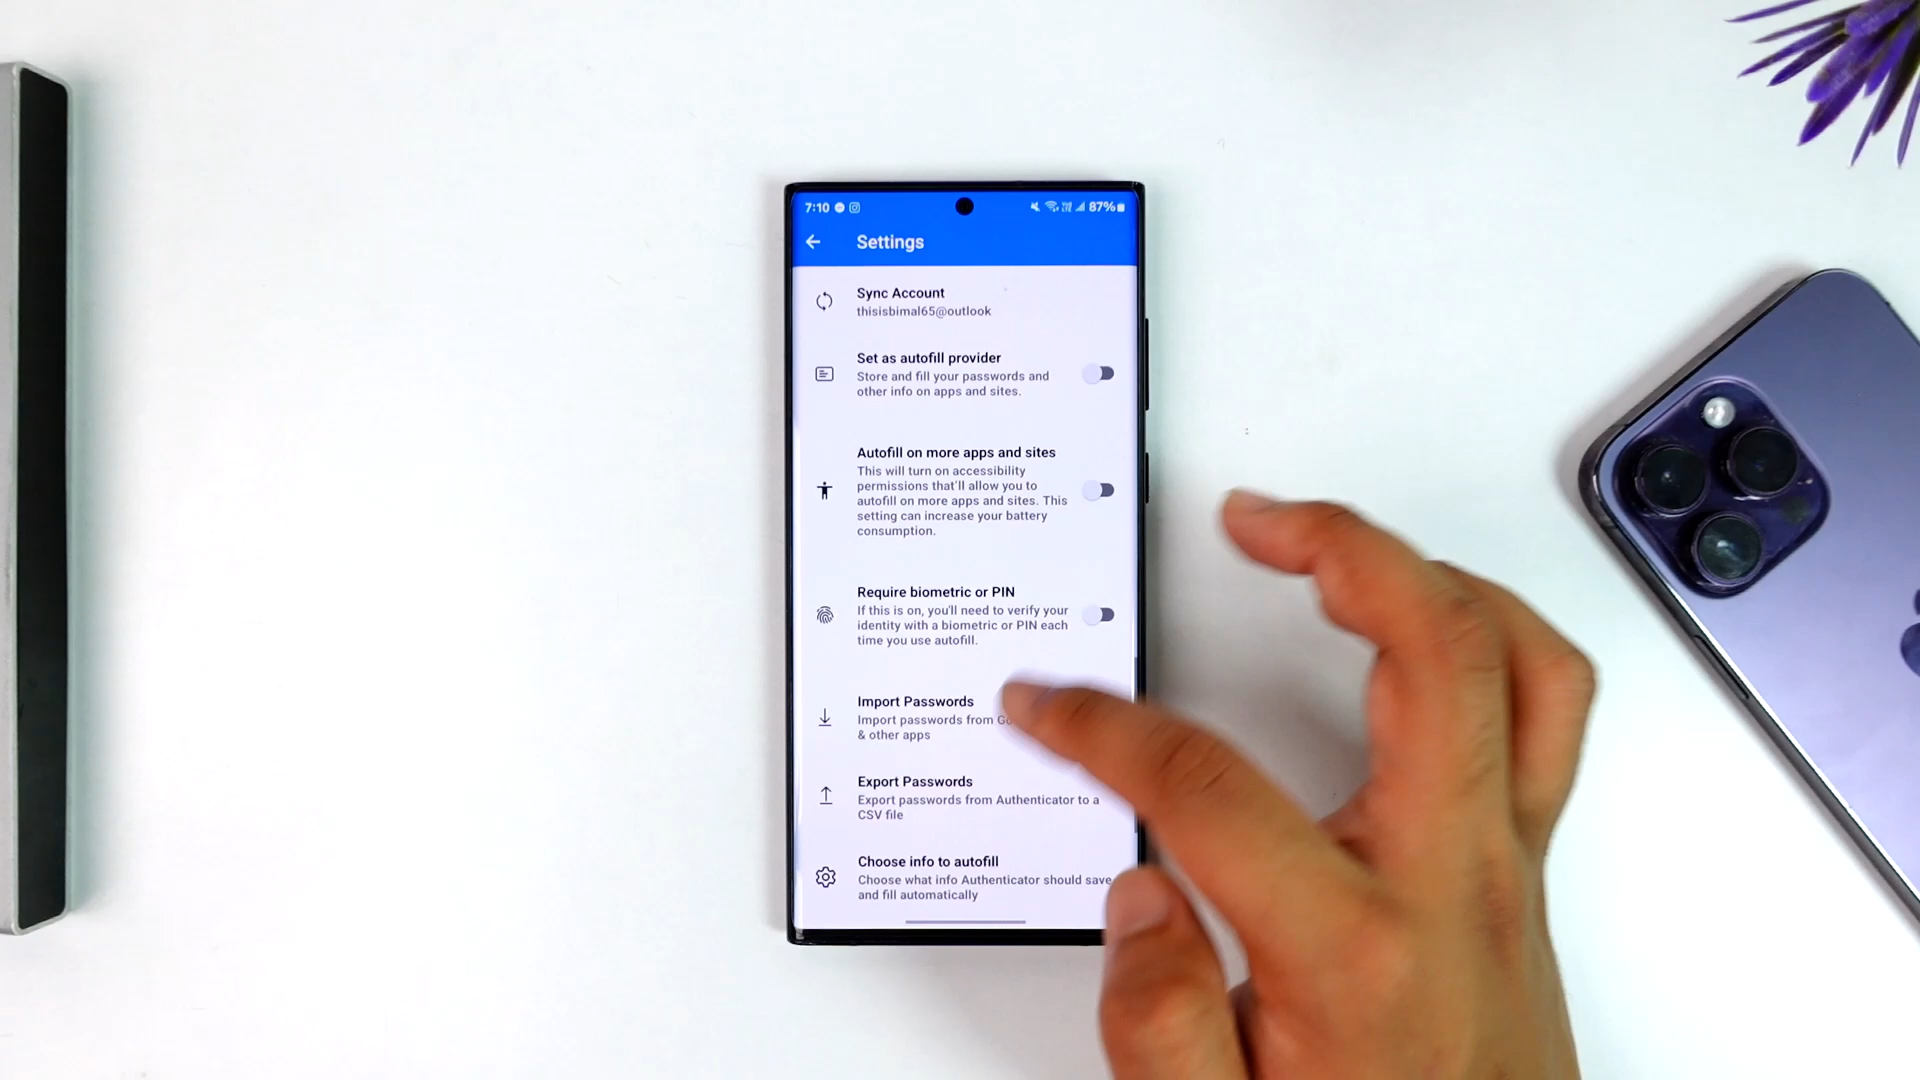 7:10
87%
Settings
Sync Account
thisisbimal65@outlook
Set as autofill provider
Store and fill your passwords and
other info on apps and sites.
Autofill on more apps and sites
This will turn on accessibility
permissions that'll allow you to
autofill on more apps and sites. This
setting can increase your battery
consumption.
Require biometric or PIN
If this is on, you'll need to verify your
identity with a biometric or PIN each
time you use autofill.
Import Passwords
Import passwords from
& other apps
Export Passwords
Export passwords from Authenticator to a
CSV file
Choose info to autofill
Choose what info Authenticator should save
and fill automatically